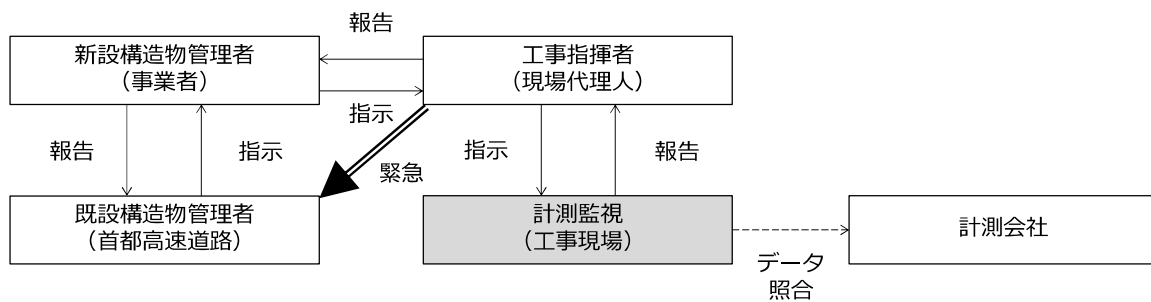 報告
新設構造物管理者
（事業者）
工事指揮者
（現場代理人）
指示
報告
指示
緊急
指示
報告
既設構造物管理者
（首都高速道路）
計測監視
（工事現場）
計測会社
データ
照合